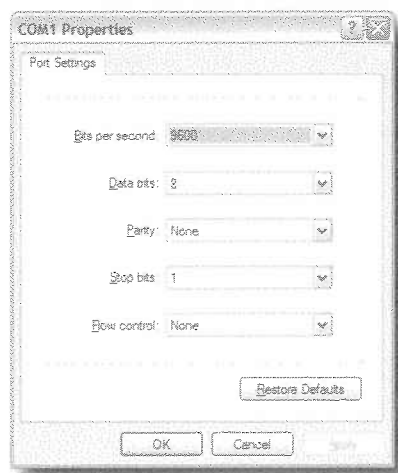 COM1 Properties
Port Settings
Bits per second: 9600
Data bits: 8
Parity: None
Stop bits: 1
Flow control: None
Restore Defaults
OK Cancel Apply